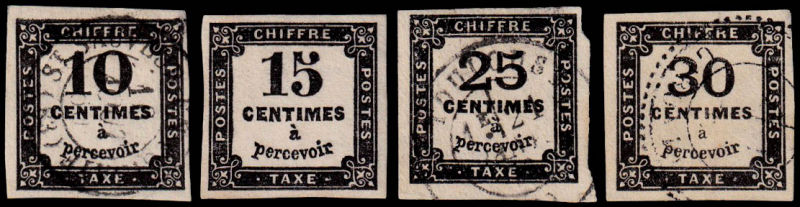 CHIFFRE
POSTES
10
CENTIMES
à
percevoir
POSTES
TAXE
CHIFFRE
POSTES
15
CENTIMES
à
percevoir
POSTES
TAXE
CHIFFRE
POSTES
25
CENTIMES
à
percevoir
POSTES
TAXE
CHIFFRE
POSTES
30
CENTIMES
à
percevoir
POSTES
TAXE